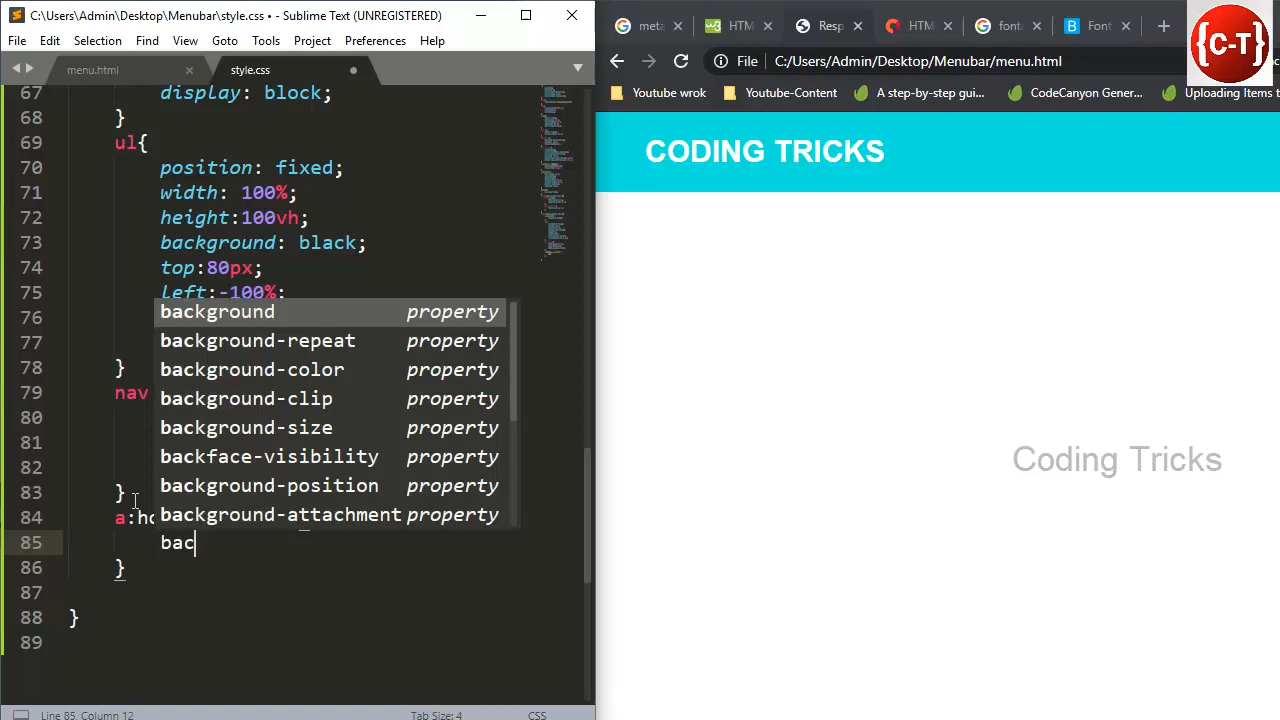 C:\Users\Admin\Desktop\Menubar\style.css • - Sublime Text (UNREGISTERED)
File Edit Selection Find View Goto Tools Project Preferences Help
menu.html
style.css
67 display: block;
68 }
69 ul{
70 position: fixed;
71 width: 100%;
72 height:100vh;
73 background: black;
74 top:80px;
75 left:-100%;
76
77
78 }
79 nav
80
81
82
83 }
84 a:ho
85 bac
86 }
87
88 }
89
background property
background-repeat property
background-color property
background-clip property
background-size property
backface-visibility property
background-position property
background-attachment property
Line 85, Column 12
Tab Size: 4
CSS
meta
HTM
Resp
HTM
font
Font
{C-T}
File
C:/Users/Admin/Desktop/Menubar/menu.html
Youtube wrok
Youtube-Content
A step-by-step gui...
CodeCanyon Gener...
Uploading Items t
CODING TRICKS
Coding Tricks